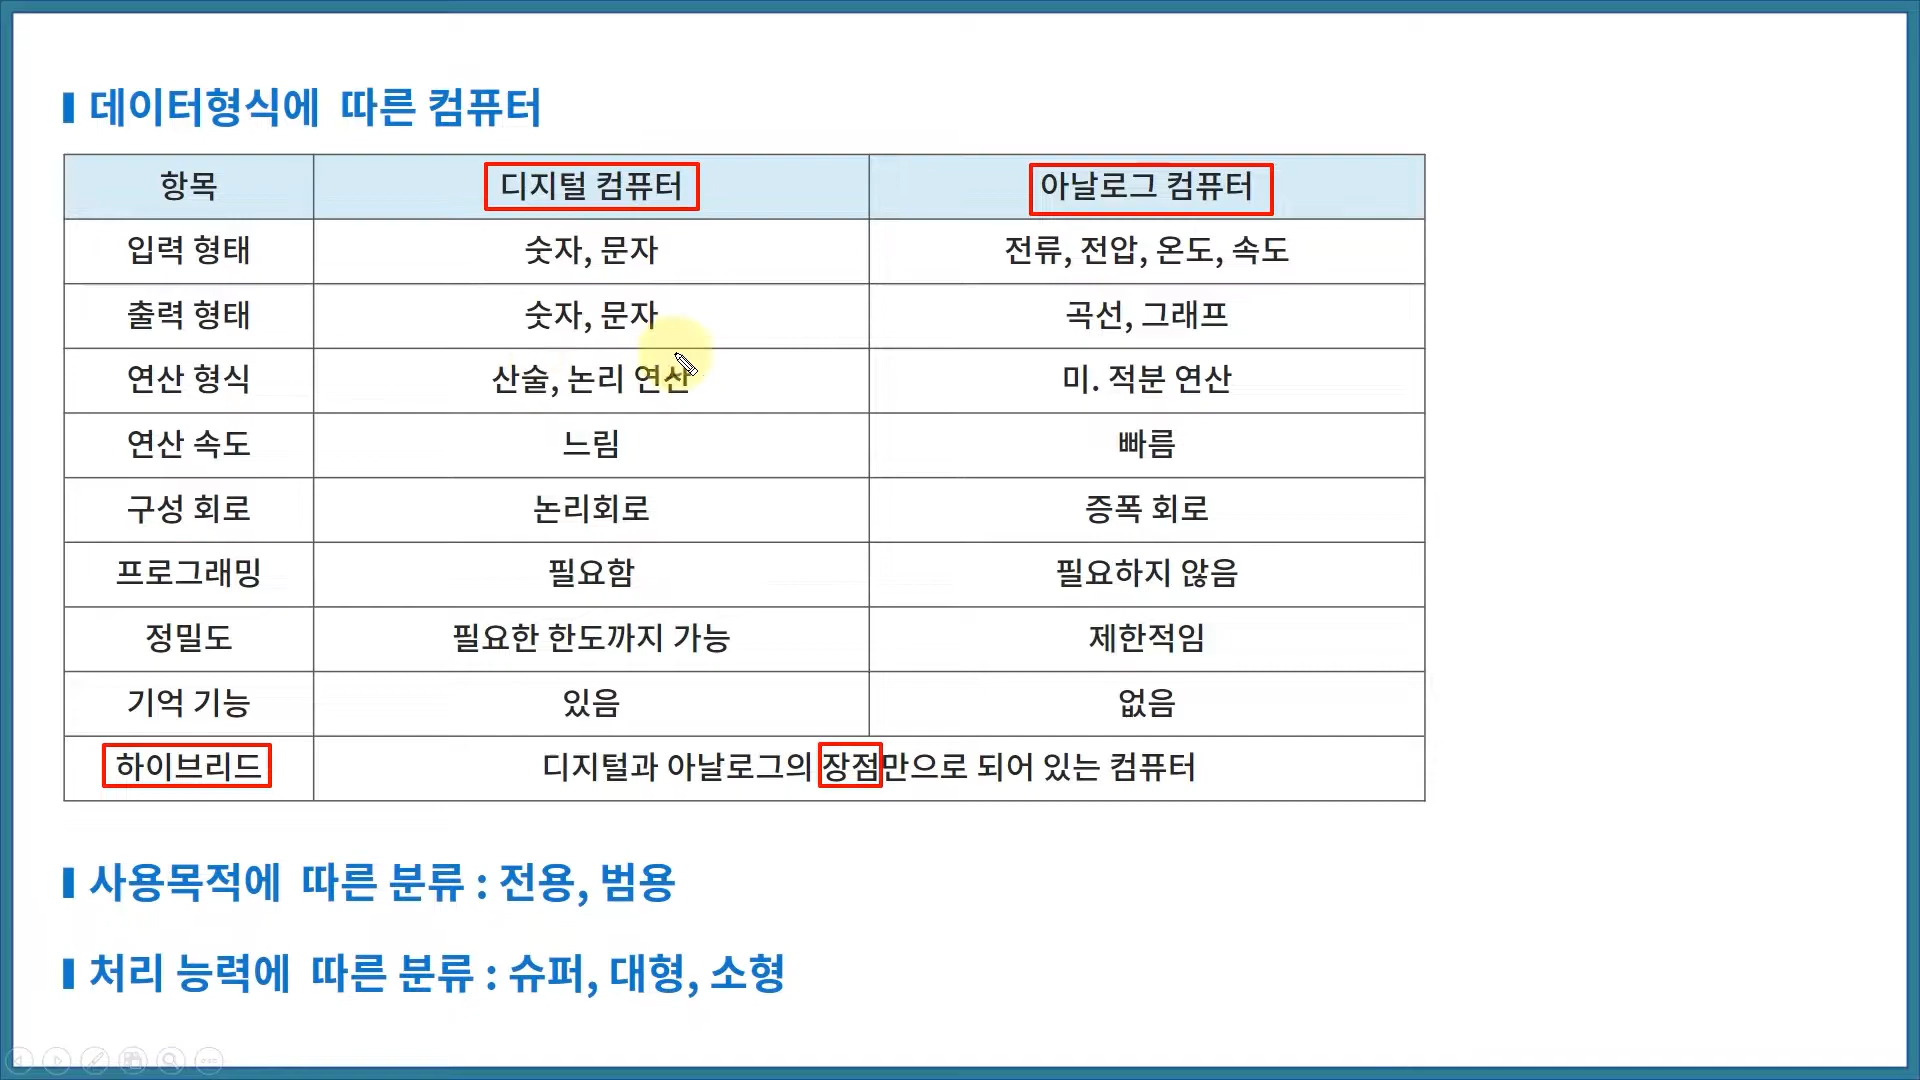 데이터형식에 따른 컴퓨터
항목 디지털 컴퓨터 아날로그 컴퓨터
입력 형태 숫자, 문자 전류, 전압, 온도, 속도
출력 형태 숫자, 문자 곡선, 그래프
연산 형식 산술, 논리 연산 미. 적분 연산
연산 속도 느림 빠름
구성 회로 논리회로 증폭 회로
프로그래밍 필요함 필요하지 않음
정밀도 필요한 한도까지 가능 제한적임
기억 기능 있음 없음
하이브리드 디지털과 아날로그의 장점만으로 되어 있는 컴퓨터
사용목적에 따른 분류 : 전용, 범용
처리 능력에 따른 분류 : 슈퍼, 대형, 소형